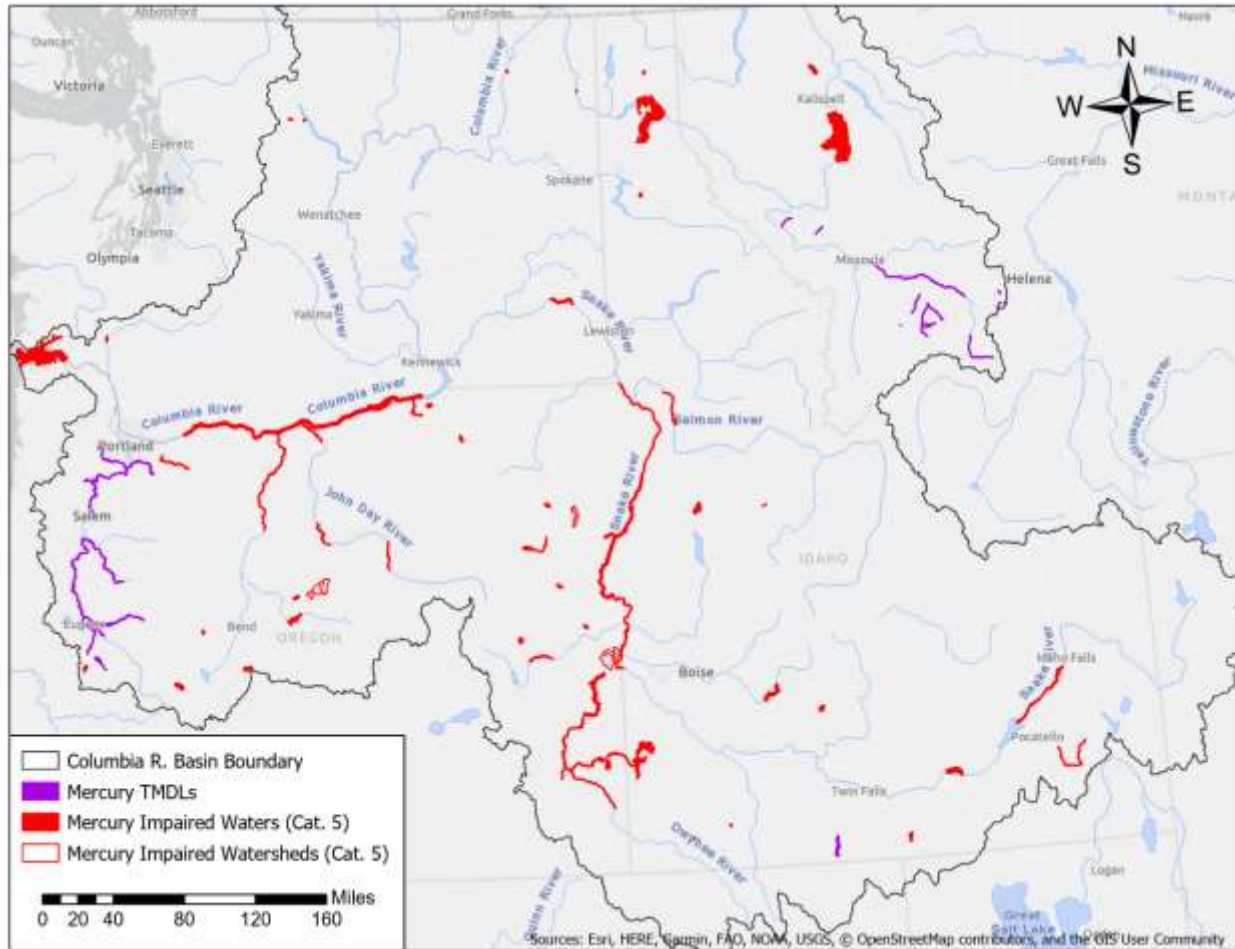 Abbotsford
Grand Forks
Havre
Duncan
Victoria
Columbia River
Kalispell
Missouri River
N
W
E
S
Everett
Seattle
Spokane
Great Falls
Tacoma
Wenatchee
MONTA
Olympia
Missoula
Helena
Yakima River
Yakima
Snake River
Lewiston
Kennewick
Columbia River
Columbia River
Salmon River
Yellowstone River
Portland
Snake River
John Day River
Salem
IDAHO
Eugene
Bend
OREGON
Boise
Snake River
Idaho Falls
Pocatello
Twin Falls
Owyhee River
Quinn River
Logan
Great
Salt Lake
Columbia R. Basin Boundary
Mercury TMDLs
Mercury Impaired Waters (Cat. 5)
Mercury Impaired Watersheds (Cat. 5)
Miles
0 20 40 80 120 160
Sources: Esri, HERE, Garmin, FAO, NOAA, USGS, © OpenStreetMap contributors, and the GIS User Community